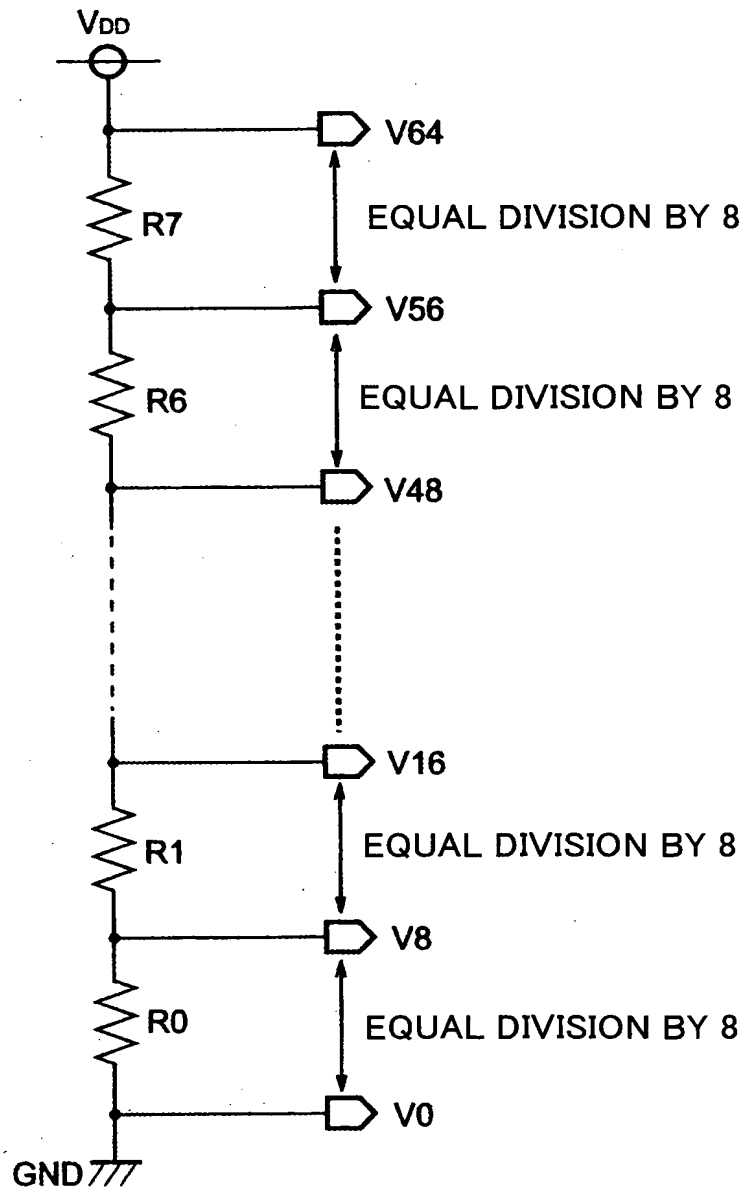 VDD
V64
R7
EQUAL DIVISION BY 8
V56
R6
EQUAL DIVISION BY 8
V48
V16
R1
EQUAL DIVISION BY 8
V8
R0
EQUAL DIVISION BY 8
V0
GND